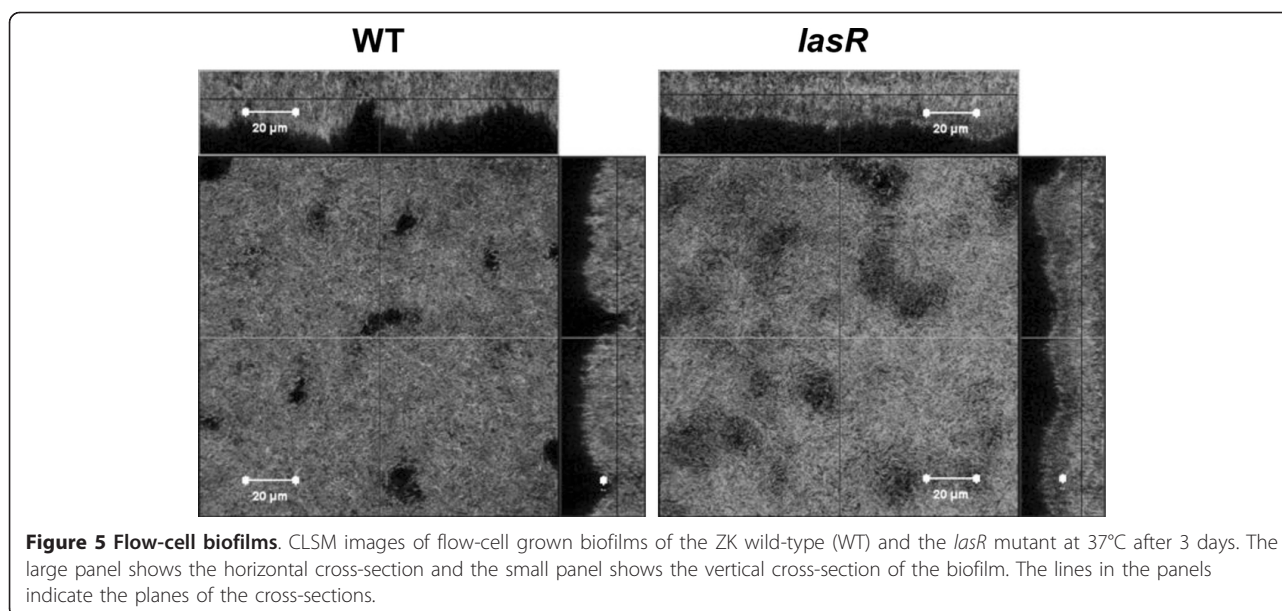 WT
lasR
20 µm
20 µm
20 µm
20 µm
Figure 5 Flow-cell biofilms. CLSM images of flow-cell grown biofilms of the ZK wild-type (WT) and the lasR mutant at 37°C after 3 days. The
large panel shows the horizontal cross-section and the small panel shows the vertical cross-section of the biofilm. The lines in the panels
indicate the planes of the cross-sections.